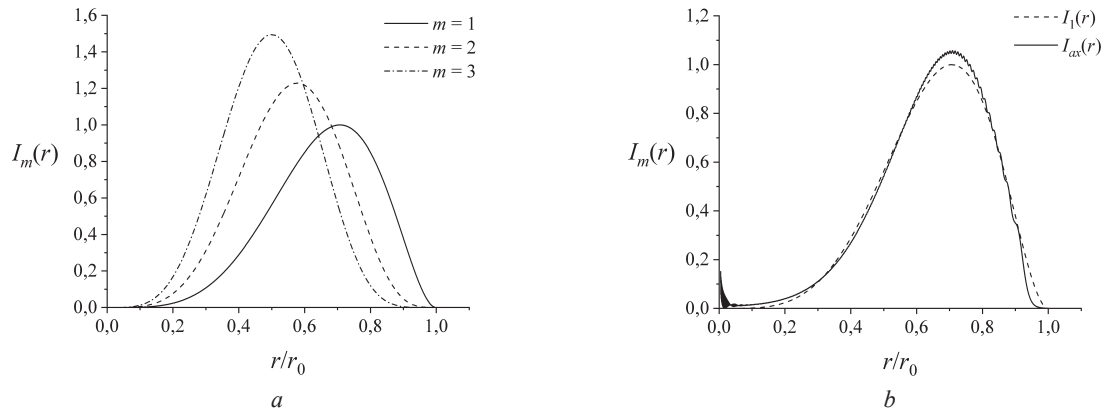 1,6
1,4
1,2
1,0
0,8
0,6
0,4
0,2
0,0
I_m(r)
m = 1
m = 2
m = 3
0,0 0,2 0,4 0,6 0,8 1,0
r/r_0
a
1,2
1,0
0,8
0,6
0,4
0,2
0,0
I_m(r)
I_1(r)
I_{ax}(r)
0,0 0,2 0,4 0,6 0,8 1,0
r/r_0
b